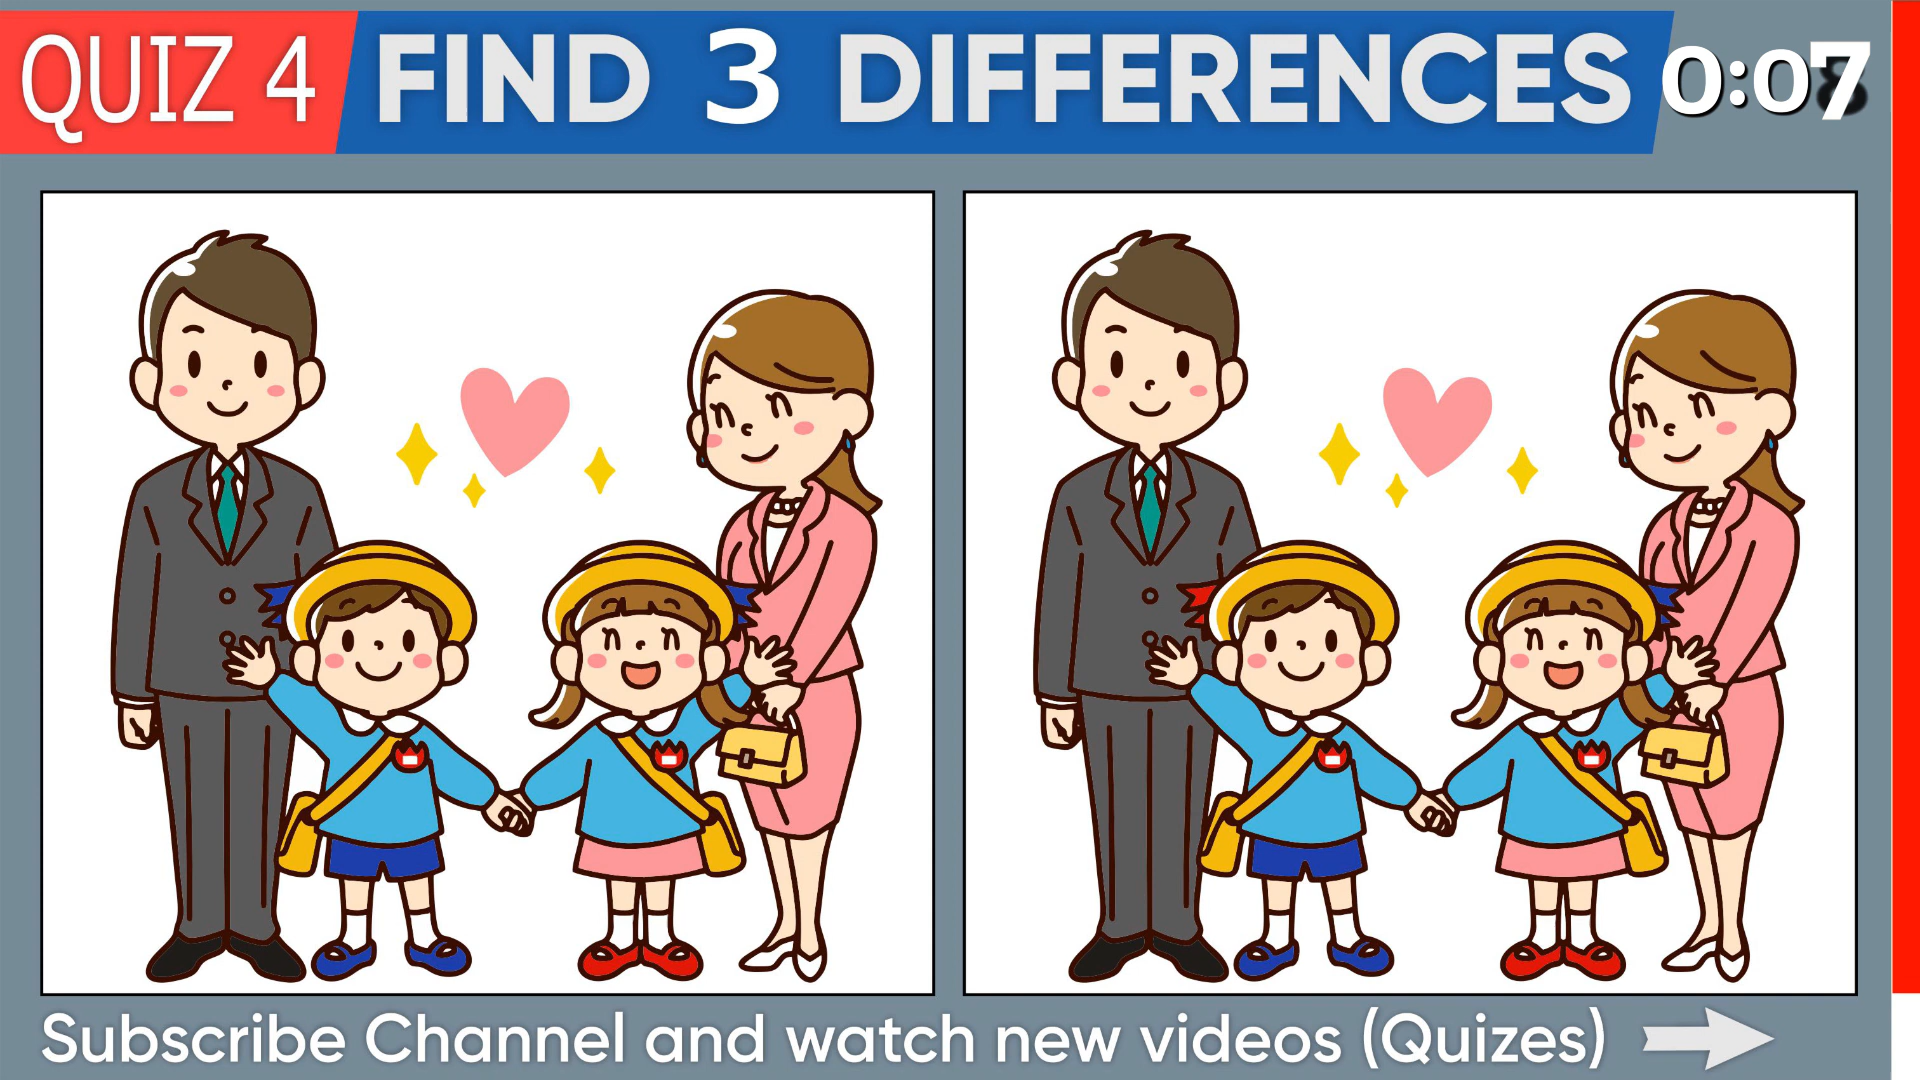 QUIZ 4 FIND 3 DIFFERENCES 0:07
Subscribe Channel and watch new videos (Quizes)